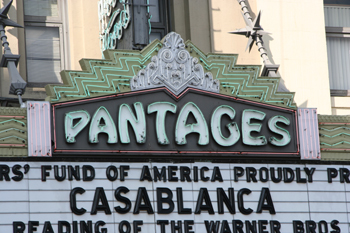 PANTAGES
RS' FUND OF AMERICA PROUDLY PR
CASABLANCA
READING OF THE WARNER BROS